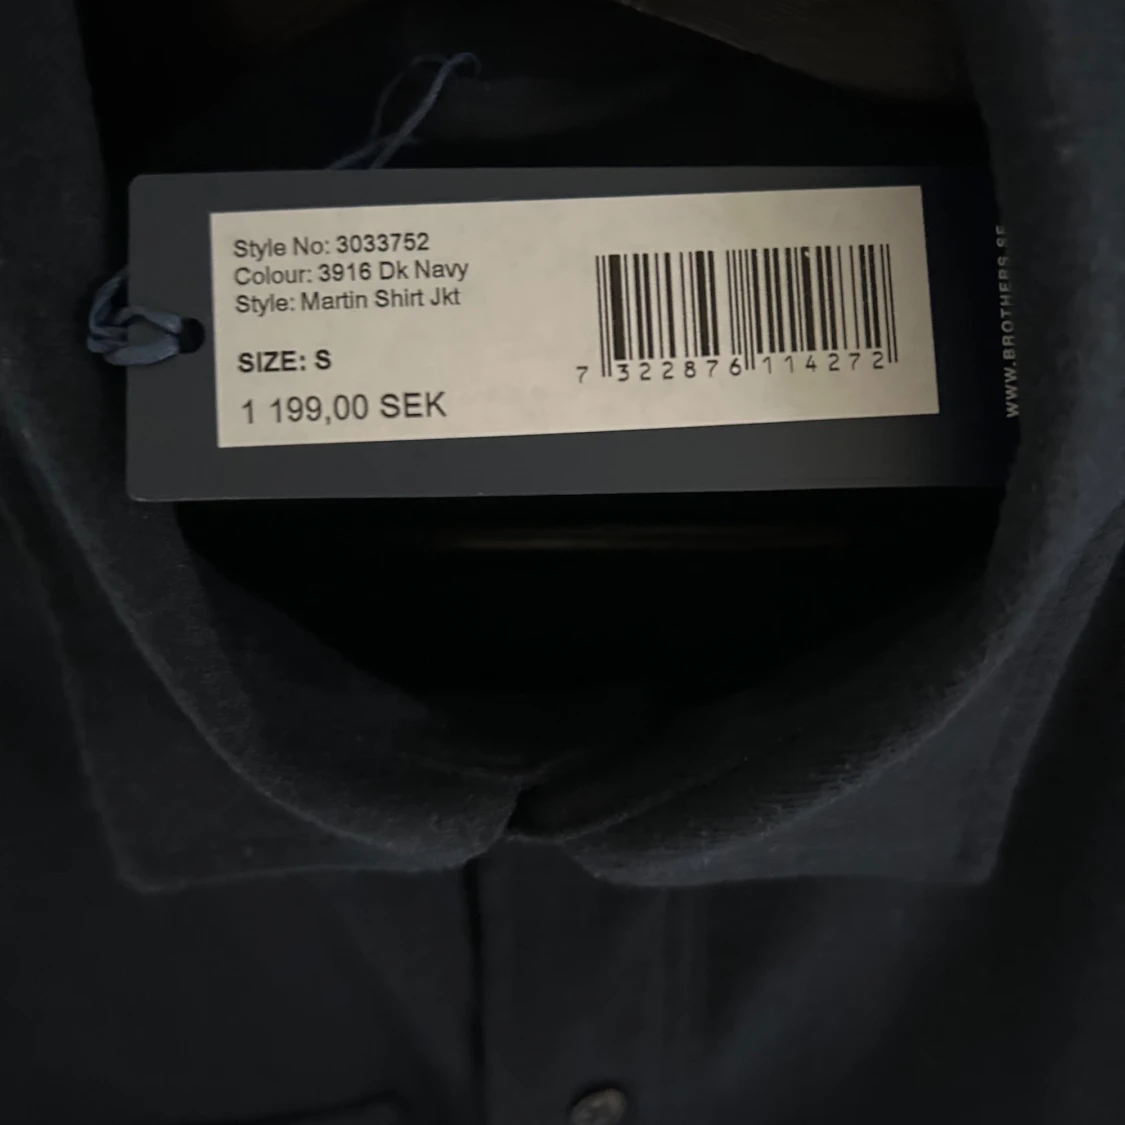 Style No: 3033752
Colour: 3916 Dk Navy
Style: Martin Shirt Jkt
SIZE: S
1 199,00 SEK
7 322876 114272
WWW.BROTHERS.SE